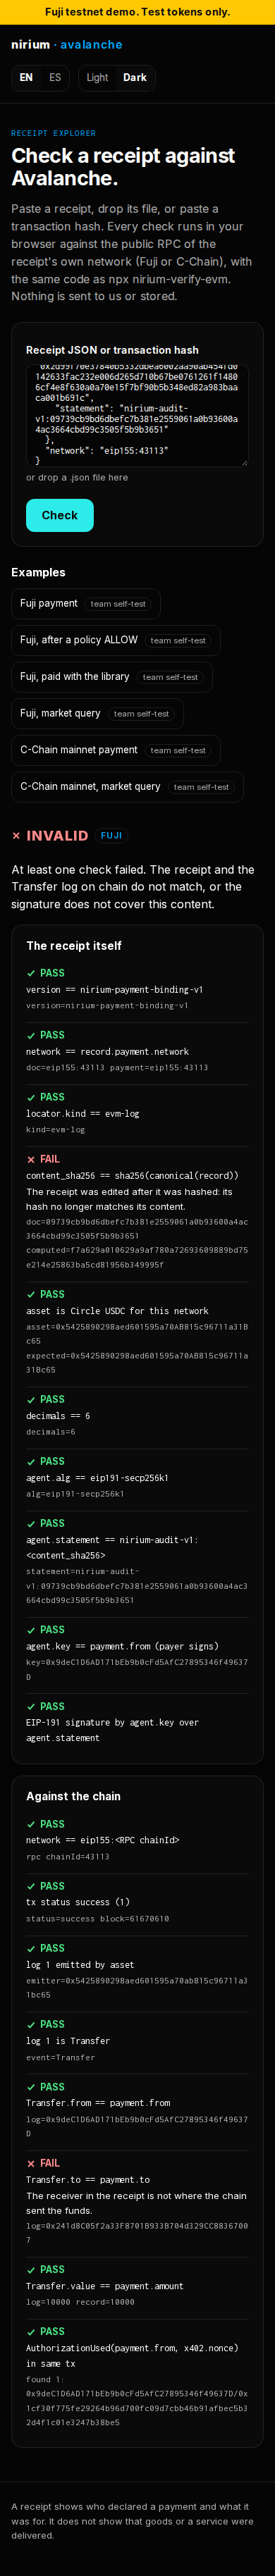 Fuji testnet demo. Test tokens only.
nirium · avalanche
EN ES Light Dark
RECEIPT EXPLORER
Check a receipt against
Avalanche.
Paste a receipt, drop its file, or paste a
transaction hash. Every check runs in your
browser against the public RPC of the
receipt's own network (Fuji or C-Chain), with
the same code as npx nirium-verify-evm.
Nothing is sent to us or stored.
Receipt JSON or transaction hash
142633fac232e006d265d710b67be0761261f1480
6cf4e8f630a0a70e15f7bf90b5b348ed82a983baa
ca001b691c",
"statement": "nirium-audit-
v1:09739cb9bd6dbefc7b381e2559061a0b93600a
4ac3664cbd99c3505f5b9b3651"
},
"network": "eip155:43113"
}
or drop a .json file here
Check
Examples
Fuji payment team self-test
Fuji, after a policy ALLOW team self-test
Fuji, paid with the library team self-test
Fuji, market query team self-test
C-Chain mainnet payment team self-test
C-Chain mainnet, market query team self-test
× INVALID FUJI
At least one check failed. The receipt and the
Transfer log on chain do not match, or the
signature does not cover this content.
The receipt itself
✓ PASS
version == nirium-payment-binding-v1
version=nirium-payment-binding-v1
✓ PASS
network == record.payment.network
doc=eip155:43113 payment=eip155:43113
✓ PASS
locator.kind == evm-log
kind=evm-log
× FAIL
content_sha256 == sha256(canonical(record))
The receipt was edited after it was hashed: its
hash no longer matches its content.
doc=09739cb9bd6dbefc7b381e2559061a0b93600a4ac
3664cbd99c3505f5b9b3651
computed=f7a629a010629a9af780a72693609889bd75
e214e25863ba5cd81956b349995f
✓ PASS
asset is Circle USDC for this network
asset=0x5425890298aed601595a70AB815c96711a31B
c65
expected=0x5425890298aed601595a70AB815c96711a
31Bc65
✓ PASS
decimals == 6
decimals=6
✓ PASS
agent.alg == eip191-secp256k1
alg=eip191-secp256k1
✓ PASS
agent.statement == nirium-audit-v1:
<content_sha256>
statement=nirium-audit-
v1:09739cb9bd6dbefc7b381e2559061a0b93600a4ac3
664cbd99c3505f5b9b3651
✓ PASS
agent.key == payment.from (payer signs)
key=0x9deC1D6AD171bEb9b0cFd5AfC27895346f49637
D
✓ PASS
EIP-191 signature by agent.key over
agent.statement
Against the chain
✓ PASS
network == eip155:<RPC chainId>
rpc chainId=43113
✓ PASS
tx status success (1)
status=success block=61670610
✓ PASS
log 1 emitted by asset
emitter=0x5425890298aed601595a70ab815c96711a3
1bc65
✓ PASS
log 1 is Transfer
event=Transfer
✓ PASS
Transfer.from == payment.from
log=0x9deC1D6AD171bEb9b0cFd5AfC27895346f49637
D
× FAIL
Transfer.to == payment.to
The receiver in the receipt is not where the chain
sent the funds.
log=0x241d8C05f2a33F8701B933B704d329CC8836700
7
✓ PASS
Transfer.value == payment.amount
log=10000 record=10000
✓ PASS
AuthorizationUsed(payment.from, x402.nonce)
in same tx
found 1:
0x9deC1D6AD171bEb9b0cFd5AfC27895346f49637D/0x
1cf30f775fe29264b96d700fc09d7cbb46b91afbec5b3
2d4f1c01e3247b38be5
A receipt shows who declared a payment and what it
was for. It does not show that goods or a service were
delivered.